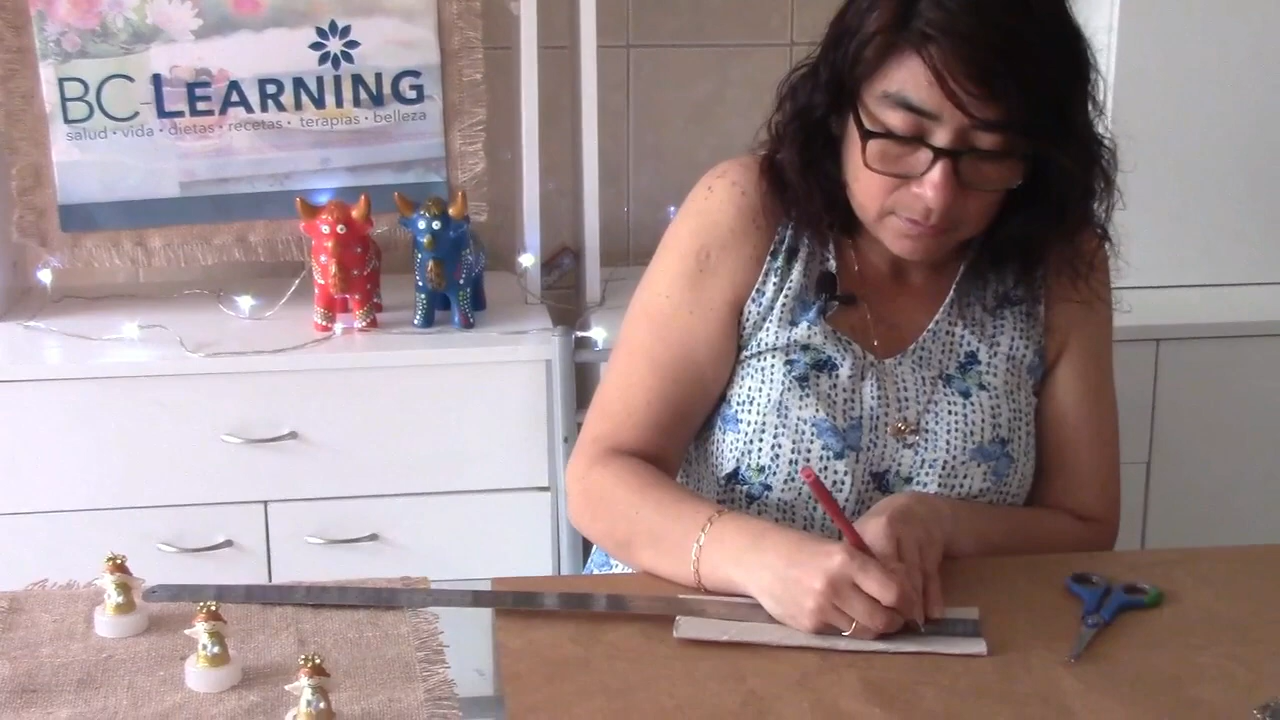 BC-LEARNING
salud • vida • dietas • recetas • terapias • belleza